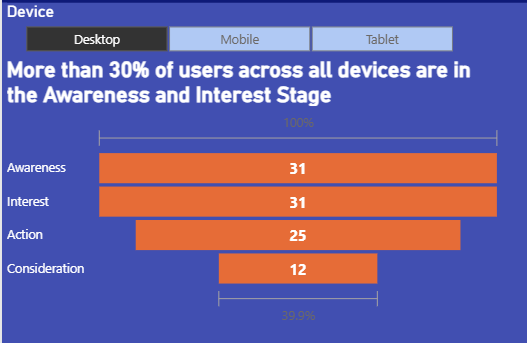 Device
Desktop Mobile Tablet
More than 30% of users across all devices are in
the Awareness and Interest Stage
100%
Awareness 31
Interest 31
Action 25
Consideration 12
39.9%